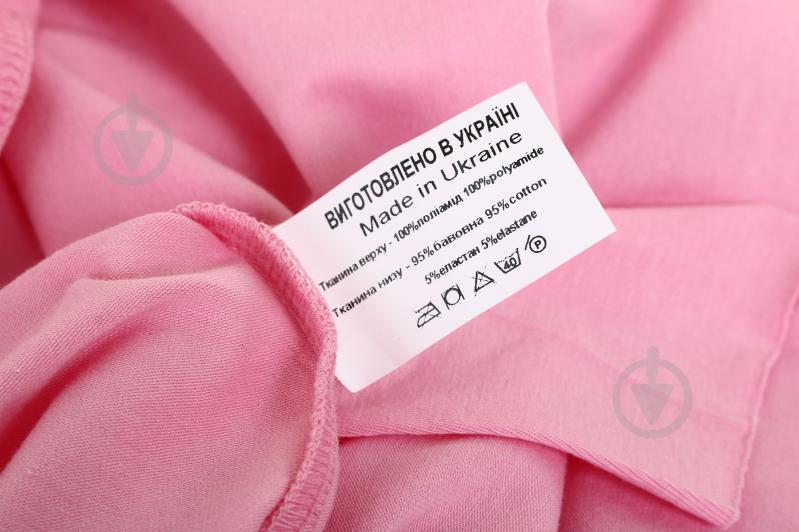 ВИГОТОВЛЕНО В УКРАЇНІ
Made in Ukraine
Тканина верху - 100%поліамід 100%polyamide
Тканина низу - 95%бавовна 95%cotton
5%еластан 5%elastane
40 P